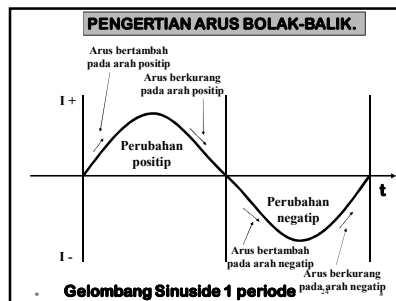 PENGERTIAN ARUS BOLAK-BALIK.
Arus bertambah
pada arah positip
Arus berkurang
pada arah positip
I +
Perubahan
positip
t
Perubahan
negatip
I -
Arus bertambah
pada arah negatip
Arus berkurang
pada arah negatip
Gelombang Sinuside 1 periode
24